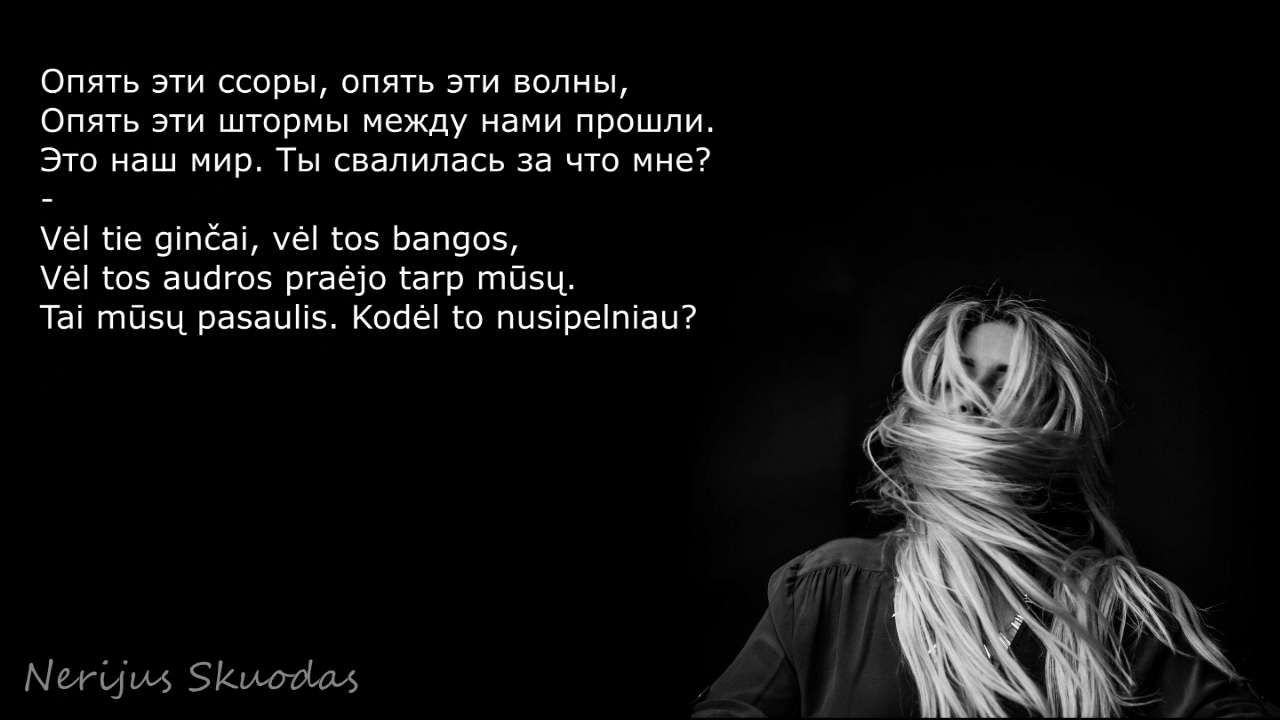 Опять эти ссоры, опять эти волны,
Опять эти штормы между нами прошли.
Это наш мир. Ты свалилась за что мне?
-
Vėl tie ginčai, vėl tos bangos,
Vėl tos audros praėjo tarp mūsų.
Tai mūsų pasaulis. Kodėl to nusipelniau?
Nerijus Skuodas